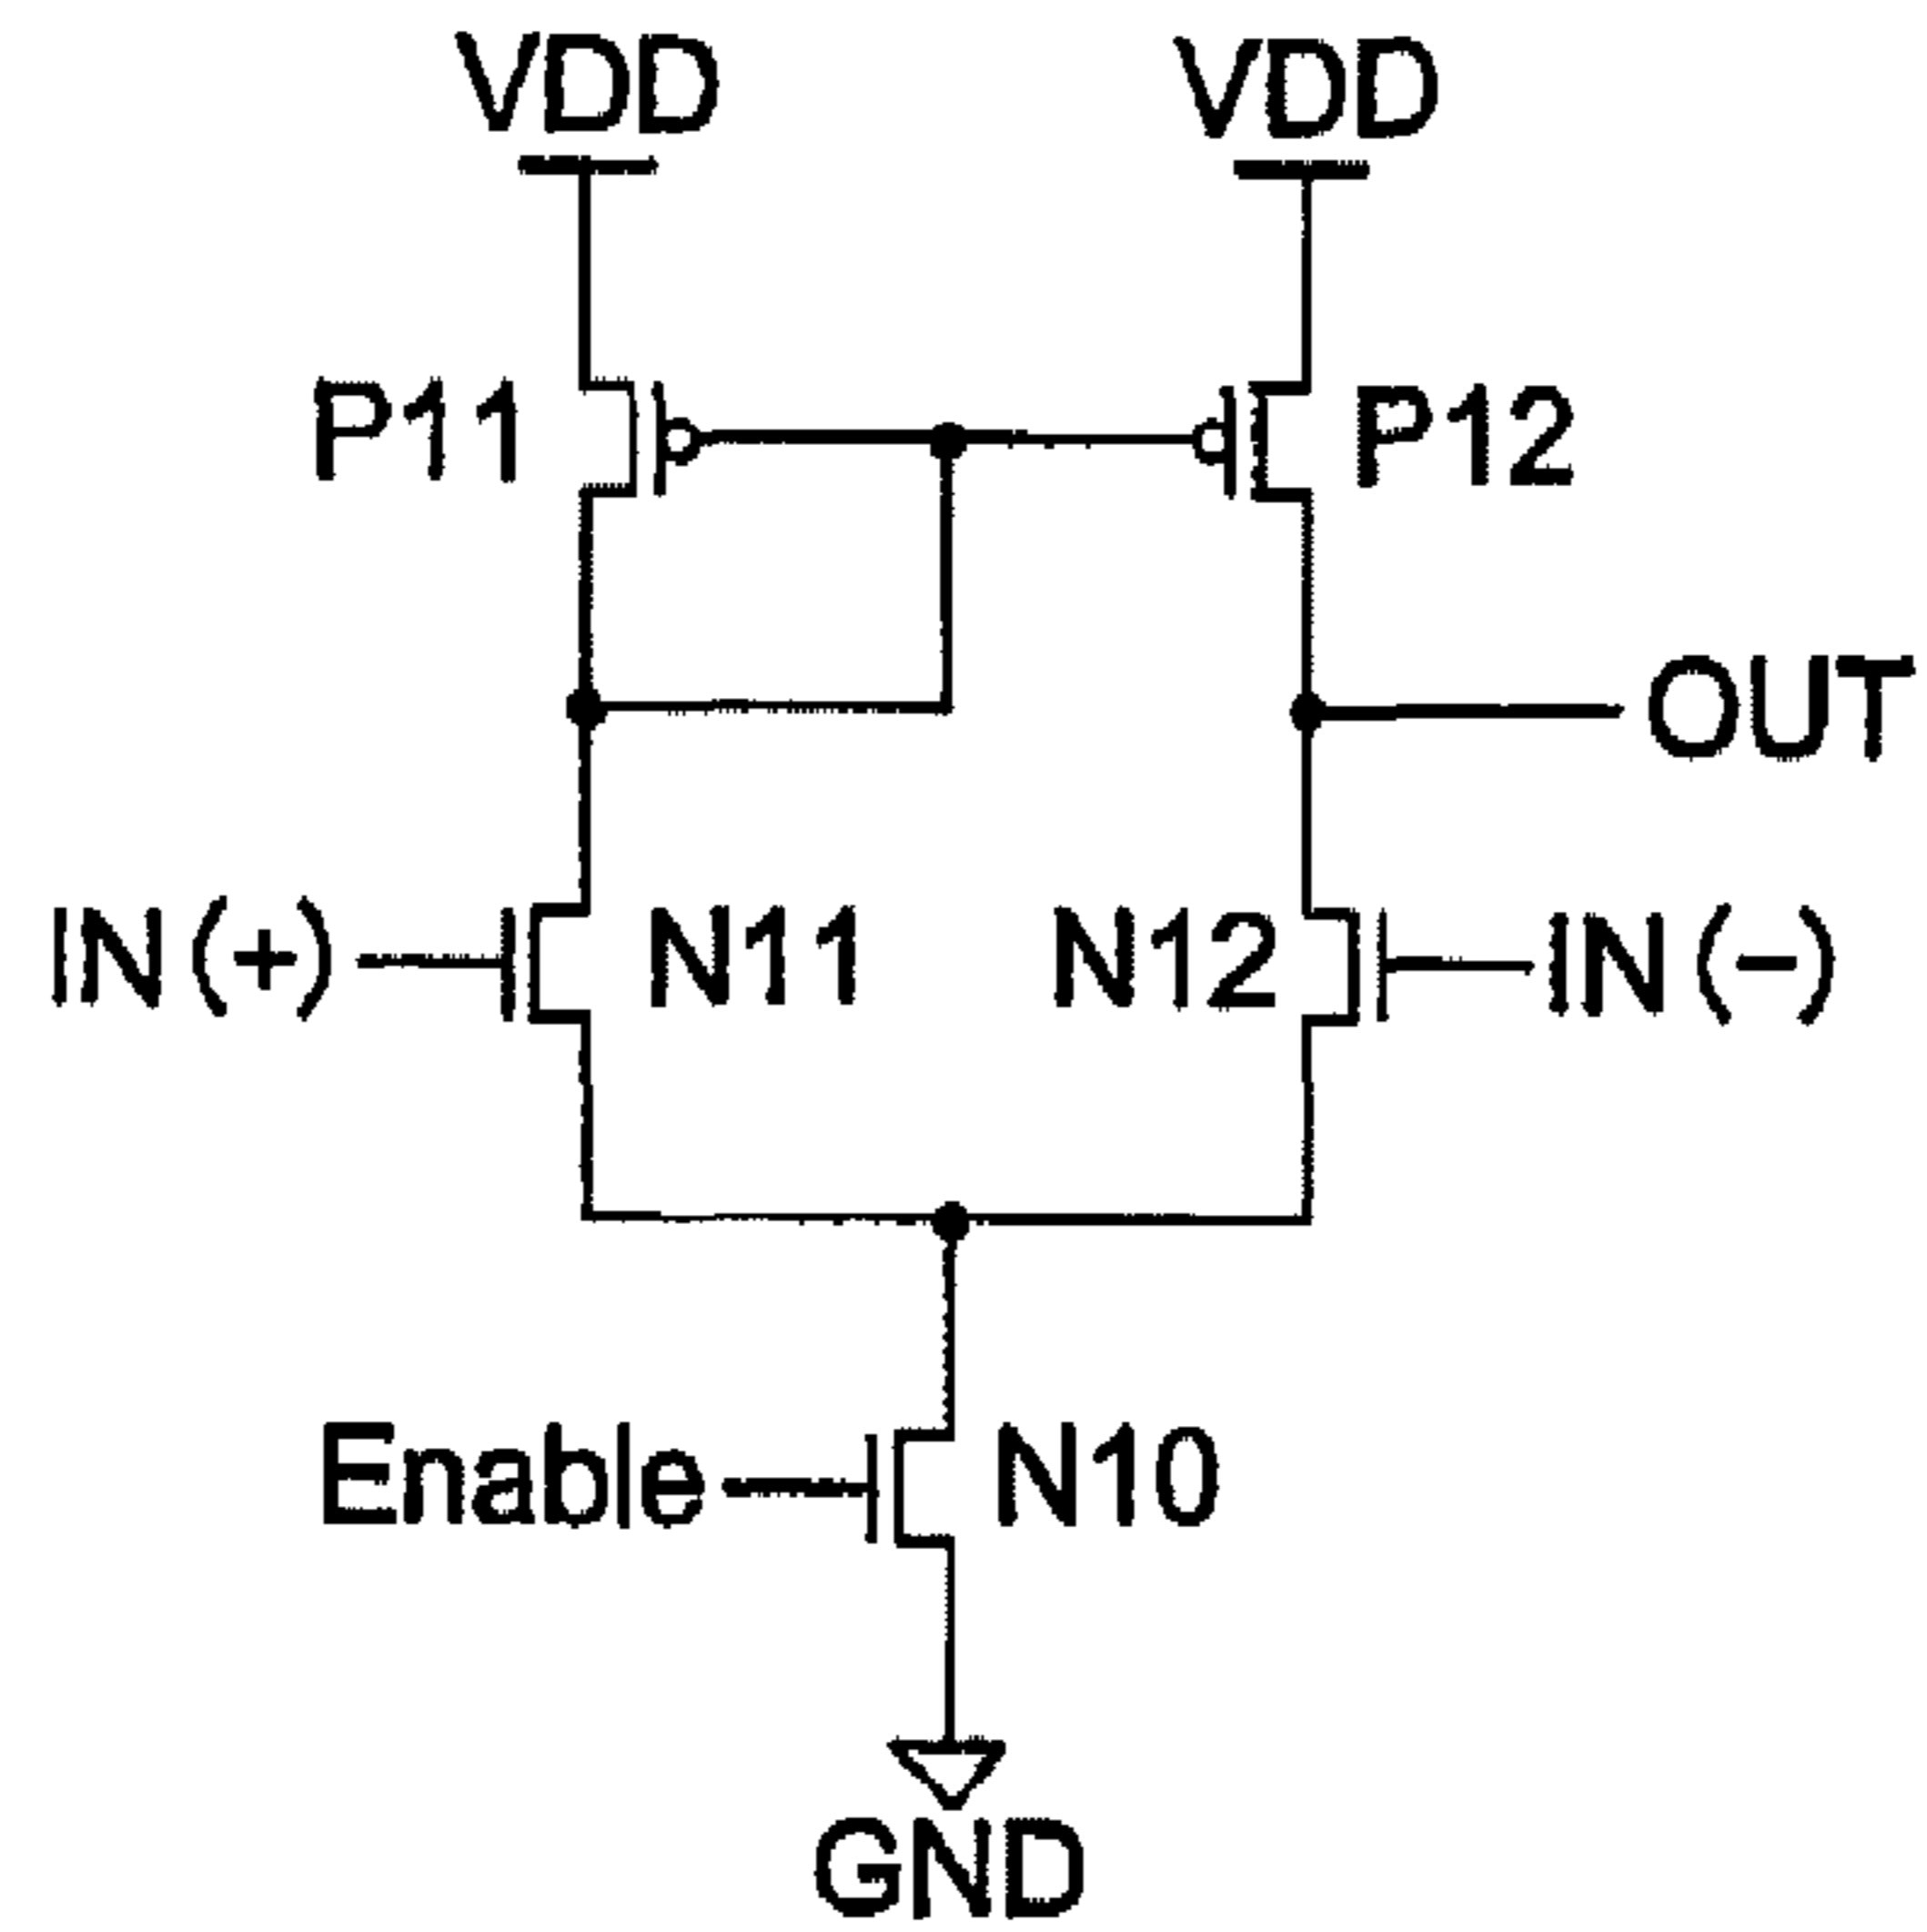 VDD VDD
P11 P12
OUT
IN(+) N11 N12 IN(-)
Enable N10
GND